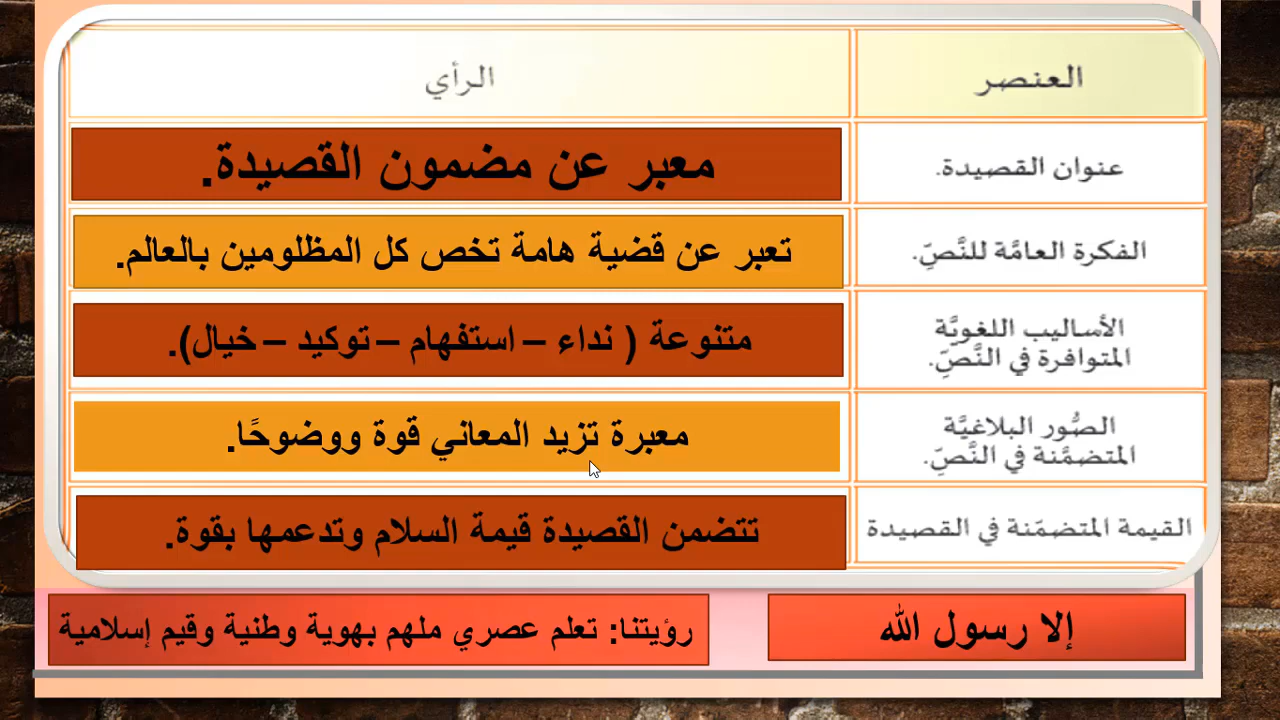 العنصر
الرأي
عنوان القصيدة.
معبر عن مضمون القصيدة.
الفكرة العامَّة للنَّصِّ.
تعبر عن قضية هامة تخص كل المظلومين بالعالم.
الأساليب اللغويَّة
المتوافرة في النَّصِّ.
متنوعة ( نداء – استفهام – توكيد – خيال).
الصُّور البلاغيَّة
المتضمَّنة في النَّصِّ.
معبرة تزيد المعاني قوة ووضوحًا.
القيمة المتضمّنة في القصيدة
تتضمن القصيدة قيمة السلام وتدعمها بقوة.
إلا رسول الله
رؤيتنا: تعلم عصري ملهم بهوية وطنية وقيم إسلامية